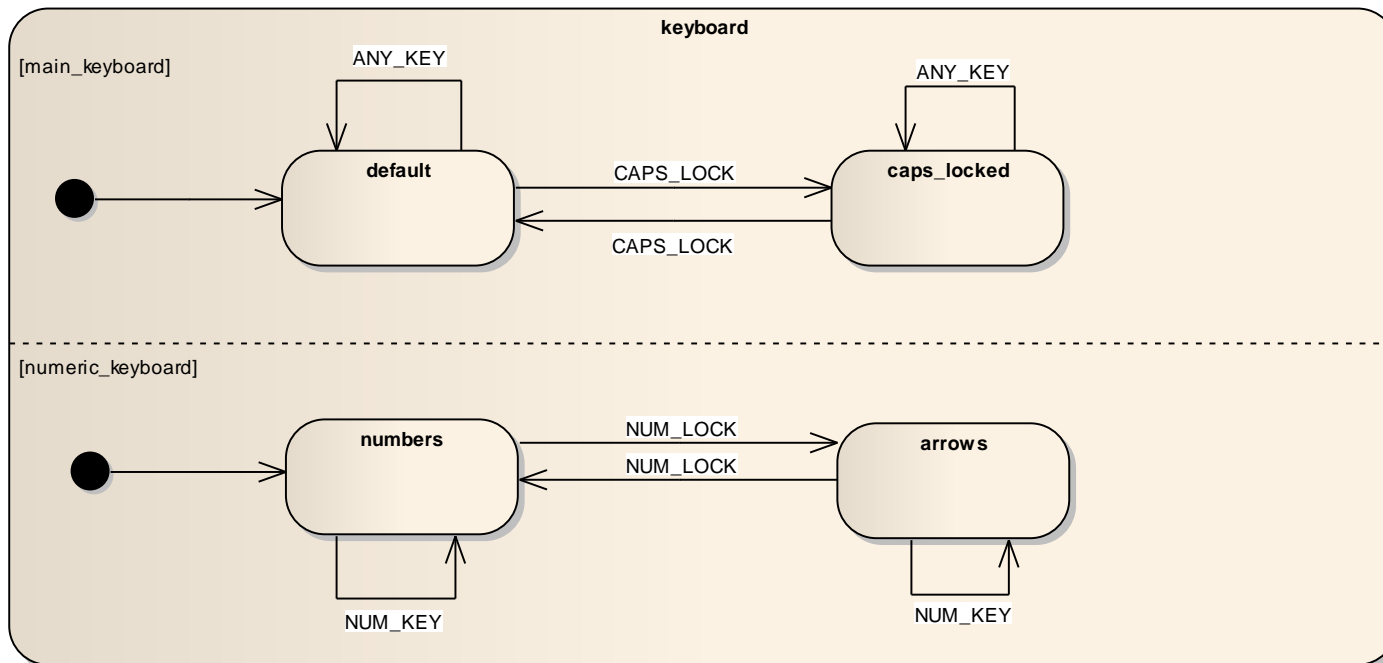 keyboard
[main_keyboard]
ANY_KEY
ANY_KEY
default
caps_locked
CAPS_LOCK
CAPS_LOCK
[numeric_keyboard]
numbers
NUM_LOCK
arrows
NUM_LOCK
NUM_KEY
NUM_KEY